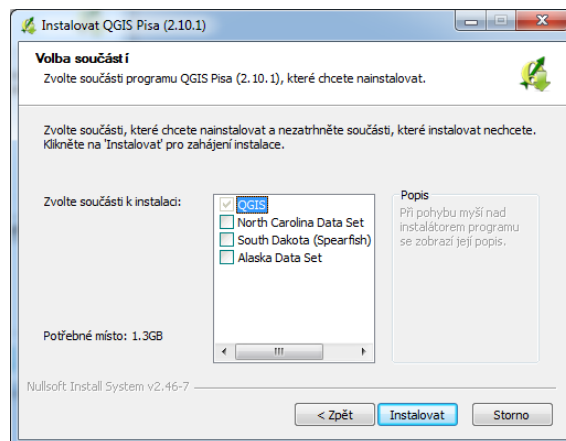 Instalovat QGIS Pisa (2.10.1)
Volba součástí
Zvolte součásti programu QGIS Pisa (2.10.1), které chcete nainstalovat.
Zvolte součásti, které chcete nainstalovat a nezatrhněte součásti, které instalovat nechcete.
Klikněte na 'Instalovat' pro zahájení instalace.
Zvolte součásti k instalaci:
QGIS
North Carolina Data Set
South Dakota (Spearfish)
Alaska Data Set
Popis
Při pohybu myší nad
instalátorem programu
se zobrazí její popis.
Potřebné místo: 1.3GB
Nullsoft Install System v2.46-7
< Zpět
Instalovat
Storno